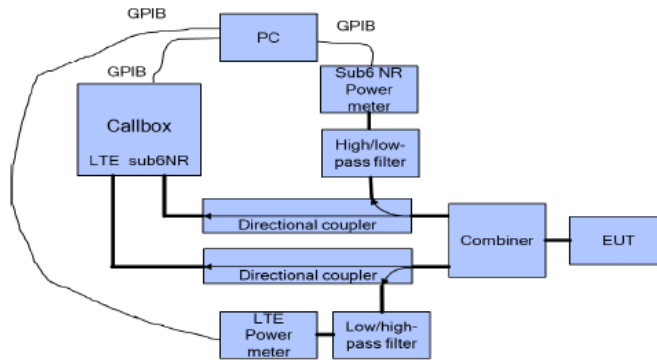 GPIB
PC
GPIB
GPIB
Sub6 NR
Power
meter
Callbox
LTE sub6NR
High/low-
pass filter
Directional coupler
Combiner
EUT
Directional coupler
LTE
Power
meter
Low/high-
pass filter